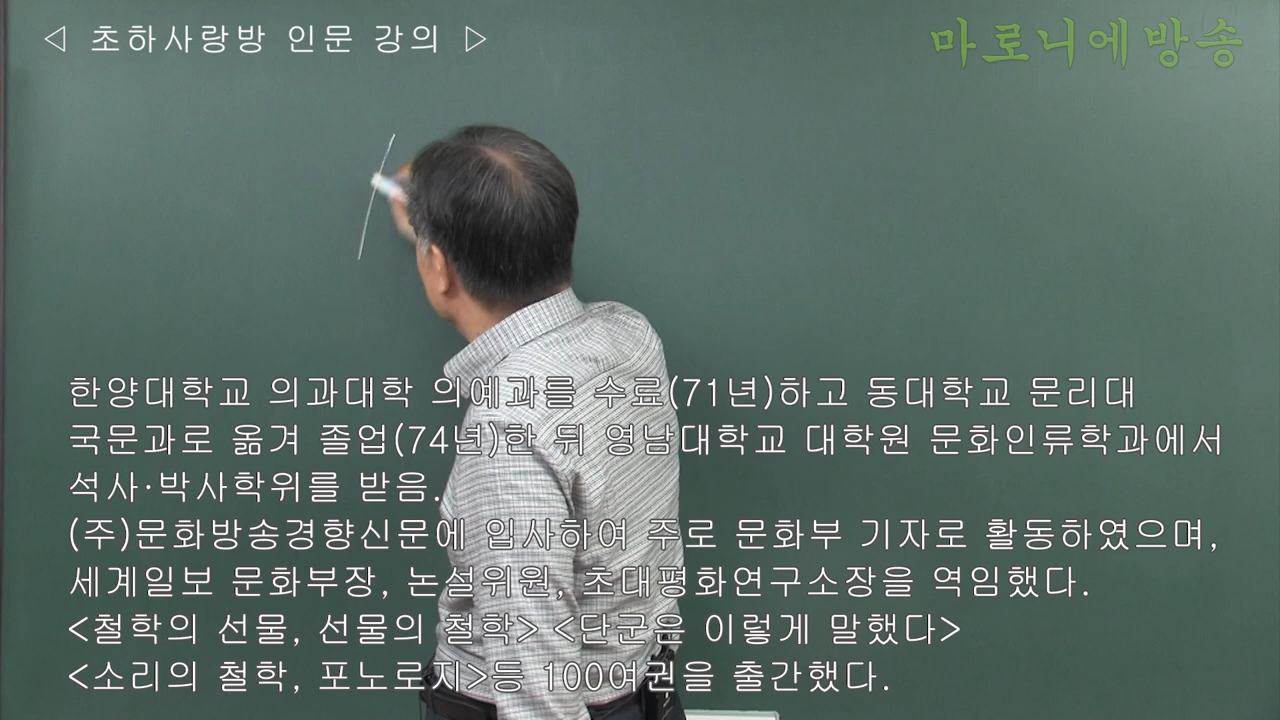 ◁ 초하사랑방 인문 강의 ▷
마로니에방송
한양대학교 의과대학 의예과를 수료(71년)하고 동대학교 문리대
국문과로 옮겨 졸업(74년)한 뒤 영남대학교 대학원 문화인류학과에서
석사·박사학위를 받음.
(주)문화방송경향신문에 입사하여 주로 문화부 기자로 활동하였으며,
세계일보 문화부장, 논설위원, 초대평화연구소장을 역임했다.
<철학의 선물, 선물의 철학> <단군은 이렇게 말했다>
<소리의 철학, 포노로지>등 100여권을 출간했다.